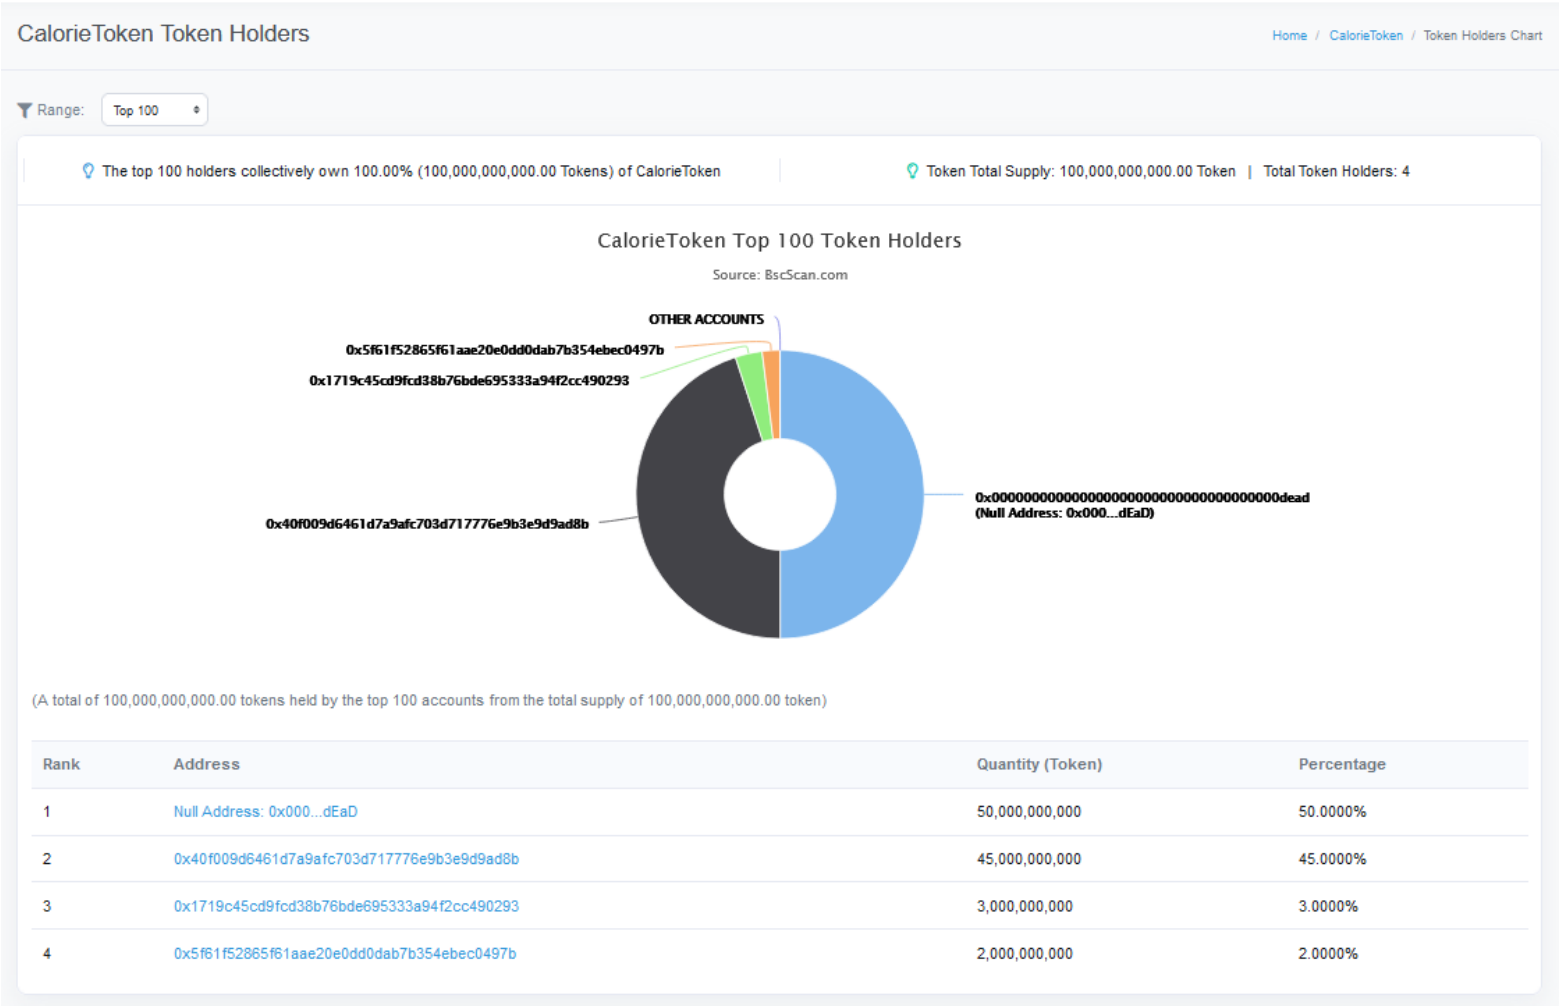 CalorieToken Token Holders
Home / CalorieToken / Token Holders Chart
Range: Top 100
The top 100 holders collectively own 100.00% (100,000,000,000.00 Tokens) of CalorieToken
Token Total Supply: 100,000,000,000.00 Token | Total Token Holders: 4
CalorieToken Top 100 Token Holders
Source: BscScan.com
OTHER ACCOUNTS
0x5f61f52865f61aae20e0dd0dab7b354ebec0497b
0x1719c45cd9fcd38b76bde695333a94f2cc490293
0x000000000000000000000000000000000000dead
(Null Address: 0x000...dEaD)
0x40f009d6461d7a9afc703d717776e9b3e9d9ad8b
(A total of 100,000,000,000.00 tokens held by the top 100 accounts from the total supply of 100,000,000,000.00 token)
Rank Address Quantity (Token) Percentage
1 Null Address: 0x000...dEaD 50,000,000,000 50.0000%
2 0x40f009d6461d7a9afc703d717776e9b3e9d9ad8b 45,000,000,000 45.0000%
3 0x1719c45cd9fcd38b76bde695333a94f2cc490293 3,000,000,000 3.0000%
4 0x5f61f52865f61aae20e0dd0dab7b354ebec0497b 2,000,000,000 2.0000%